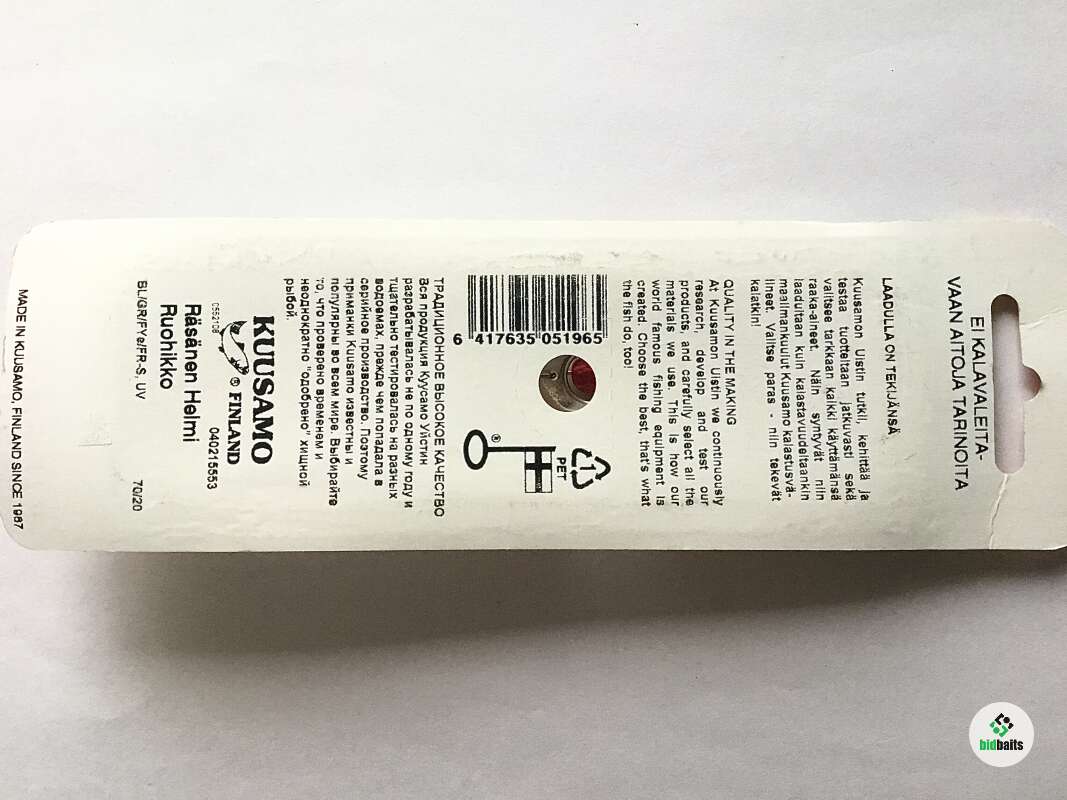 EI KALAVALEITA-
VAAN AITOJA TARINOITA
LAADULLA ON TEKIJÄNSÄ
Kuusamon Uistin tutkii, kehittää ja
testaa tuotteitaan jatkuvasti sekä
valitsee tarkkaan kaikki käyttämänsä
raaka-aineet. Näin syntyvät niin
laadultaan kuin kalastavuudeltaankin
maailmankuulut Kuusamo kalastusvä-
lineet. Valitse paras - niin tekevät
kalatkin!
QUALITY IN THE MAKING
At Kuusamon Uistin we continuously
research, develop and test our
products, and carefully select all the
materials we use. This is how our
world famous fishing equipment is
created. Choose the best, that's what
the fish do, too!
6 417635 051965
®
PET
ТРАДИЦИОННОЕ ВЫСОКОЕ КАЧЕСТВО
Вся продукция Куусамо Уйстин
разрабатывалась не по одному году и
тщательно тестировалась на разных
водоемах, прежде чем попадала в
серийное производство. Поэтому
приманки Kuusamo известны и
популярны во всем мире. Выбирайте
то, что проверено временем и
неоднократно "одобрено" хищной
рыбой.
KUUSAMO
® FINLAND
0552108 040215553
Räsänen Helmi
Ruohikko
BL/GR/FYe/FR-S, UV 70/20
MADE IN KUUSAMO, FINLAND SINCE 1967
bidbaits